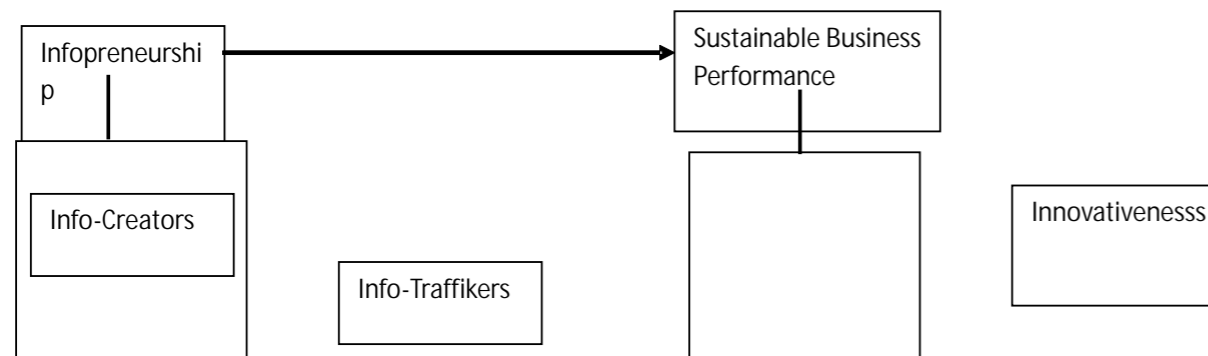 Infopreneurshi
p
Sustainable Business
Performance
Info-Creators
Innovativenesss
Info-Traffikers